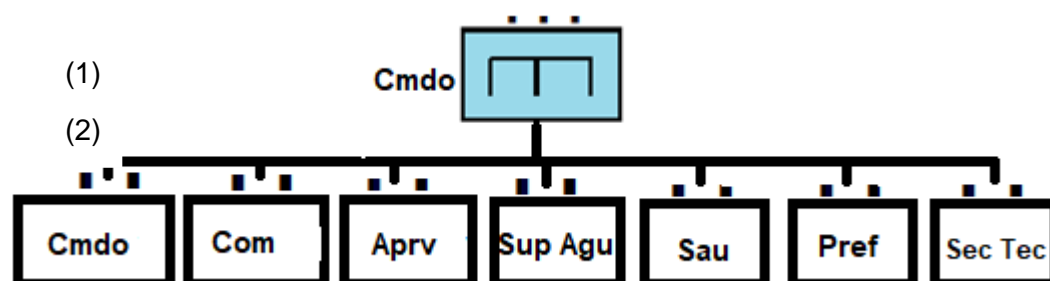 (1)
Cmdo
(2)
Cmdo
Com
Aprv
Sup Agu
Sau
Pref
Sec Tec